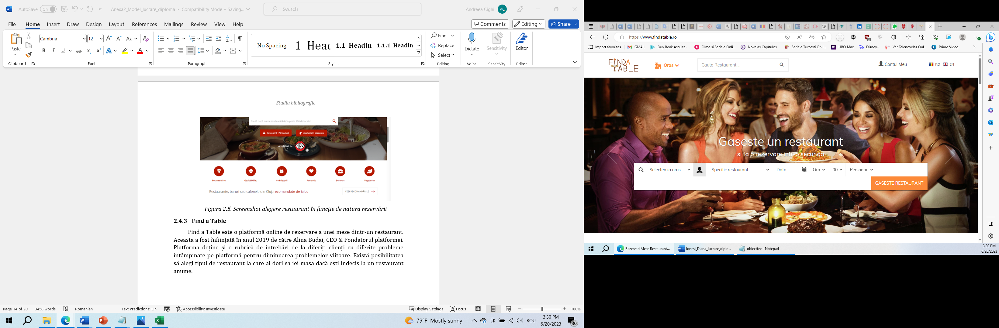 AutoSave On Anexa2_Model_lucrare_diploma - Compatibility Mode • Saving... Search Andreea Cighi AC
File Home Insert Draw Design Layout References Mailings Review View Help Comments Editing Share
Paste
Clipboard
Cambria 12 Aa
B I U ab x₂ x² A A
Font
Paragraph
No Spacing 1 Heac 1.1 Headin 1.1.1 Headin
Styles
Find
Replace
Select
Editing
Dictate
Voice
Sensitivity
Sensitivity
Editor
Editor
Studiu bibliografic
Caută după nume sau bucătărie în peste 100 de localuri
Descoperă 172 localuri Localuri din apropiere
Amplificat de KISS
Recomandate Gault&Millau Cu Prietenii Romantic Business Vegetarian
Restaurante, baruri sau cafenele din Cluj, recomandate de ialoc VEZI RECOMANDĂRILE
Figura 2.5. Screenshot alegere restaurant în funcție de natura rezervării
2.4.3 Find a Table
Find a Table este o platformă online de rezervare a unei mese dintr-un restaurant.
Aceasta a fost înființată în anul 2019 de către Alina Budai, CEO & Fondatorul platformei.
Platforma deține și o rubrică de întrebări de la diferiți clienți cu diferite probleme
întâmpinate pe platformă pentru diminuarea problemelor viitoare. Există posibilitatea
să alegi tipul de restaurant la care ai dori sa iei masa dacă ești indecis la un restaurant
anume.
Page 14 of 20 3458 words Romanian Text Predictions: On Accessibility: Investigate Display Settings Focus 100%
79°F Mostly sunny ROU 3:30 PM
6/20/2023
30
https://www.findatable.ro
Import favorites GMAIL Duy Beni: Asculta-... Filme si Seriale Onli... Novelas Capítulos... Seriale Turcesti Onli... HBO Max Disney+ Ver Telenovelas Onl... Prime Video
FINDA
TABLE
Oras Cauta Restaurant ... Contul Meu RO EN
Gaseste un restaurant
si fa o rezervare intr-o secunda
Selecteaza oras Specific restaurant Data Ora 00 Persoane
GASESTE RESTAURANT
Rezervari Mese Restaurant... Ionesi_Diana_lucrare_diplo... obiective - Notepad
3:30 PM
6/20/2023